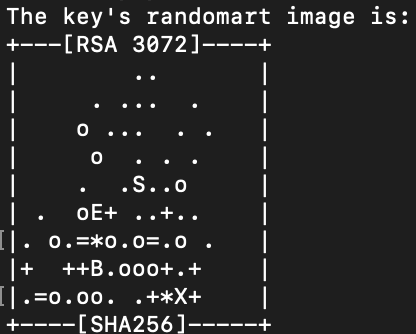 The key's randomart image is:
+---[RSA 3072]----+
|        ..       |
|     . ... .     |
|    o ...  . .   |
|     o  . . .    |
|    .  .S..o     |
| .  oE+ ..+..    |
|. o.=*o.o=.o .   |
|+  ++B.ooo+.+    |
|.=o.oo. .+*X+    |
+----[SHA256]-----+